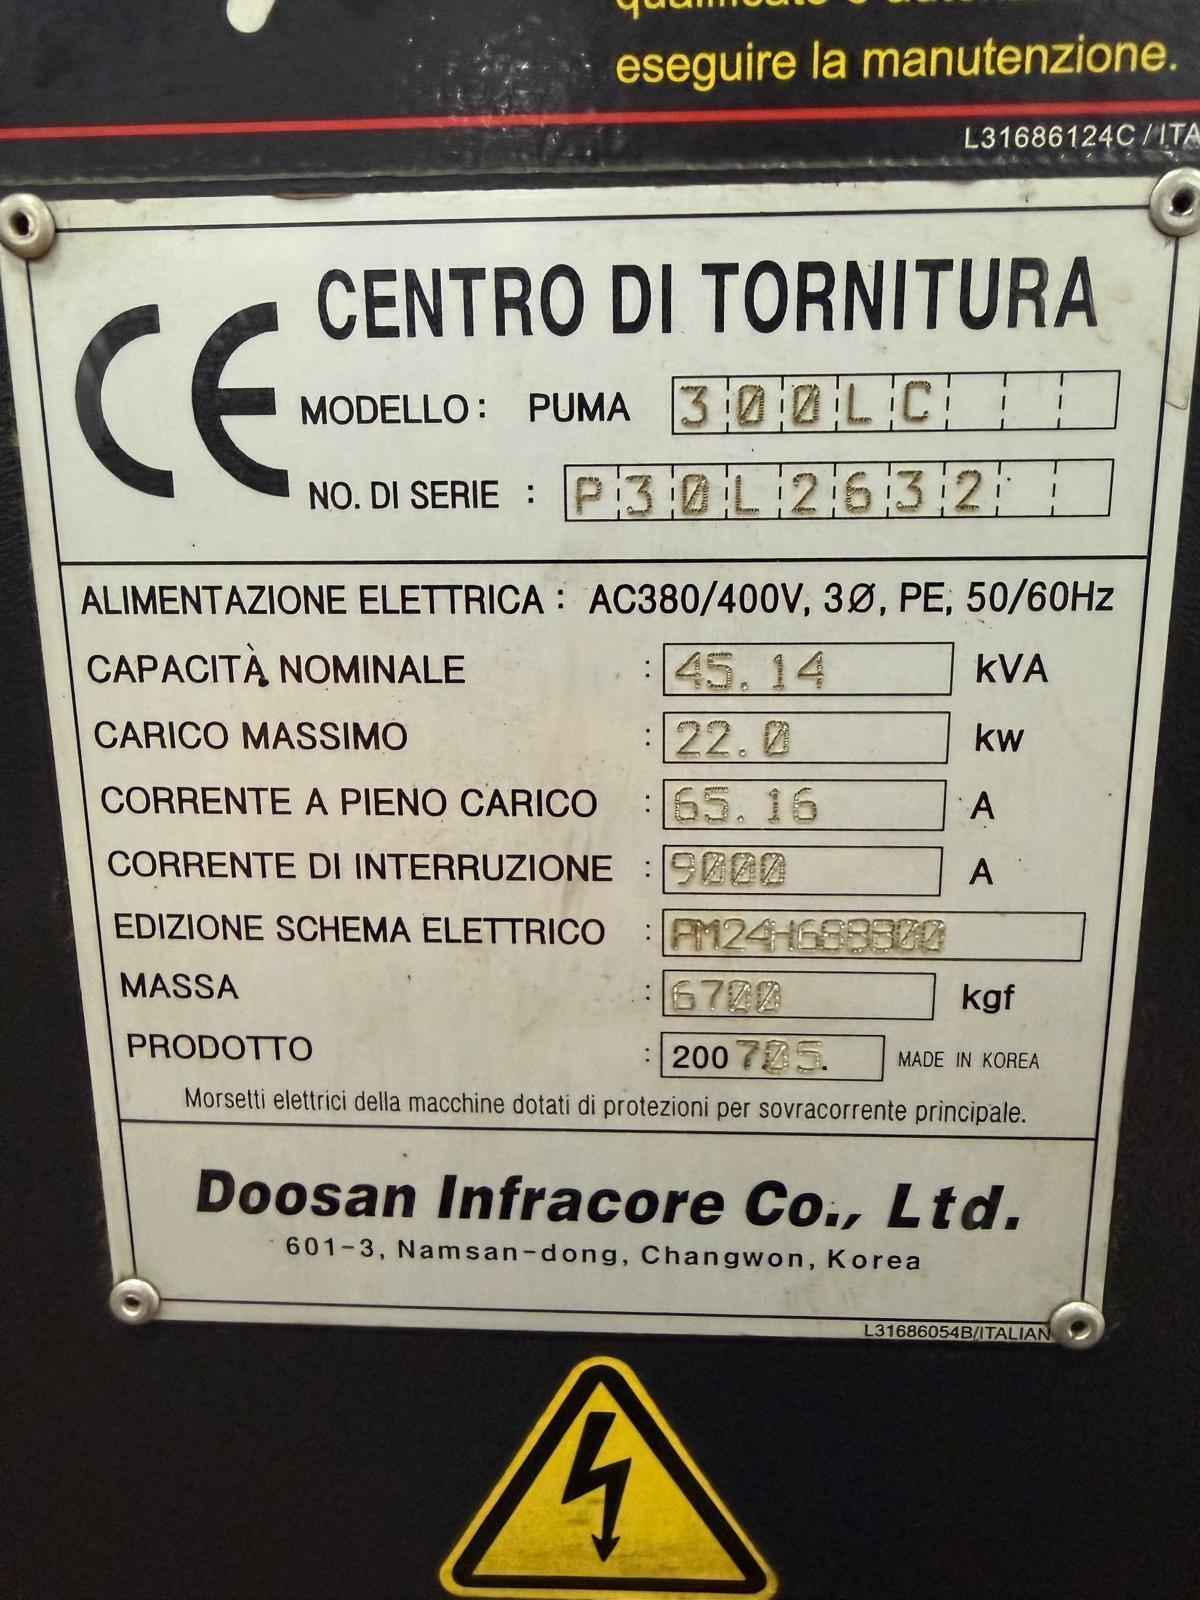 eseguire la manutenzione.
L31686124C / ITA
CE
CENTRO DI TORNITURA
MODELLO : PUMA 300LC
NO. DI SERIE : P30L2632
ALIMENTAZIONE ELETTRICA : AC380/400V, 3Ø, PE, 50/60Hz
CAPACITÀ NOMINALE : 45.14 kVA
CARICO MASSIMO : 22.0 kw
CORRENTE A PIENO CARICO : 65.16 A
CORRENTE DI INTERRUZIONE : 9000 A
EDIZIONE SCHEMA ELETTRICO :
MASSA : 6700 kgf
PRODOTTO : 200705. MADE IN KOREA
Morsetti elettrici della macchine dotati di protezioni per sovracorrente principale.
Doosan Infracore Co., Ltd.
601-3, Namsan-dong, Changwon, Korea
L31686054B/ITALIAN